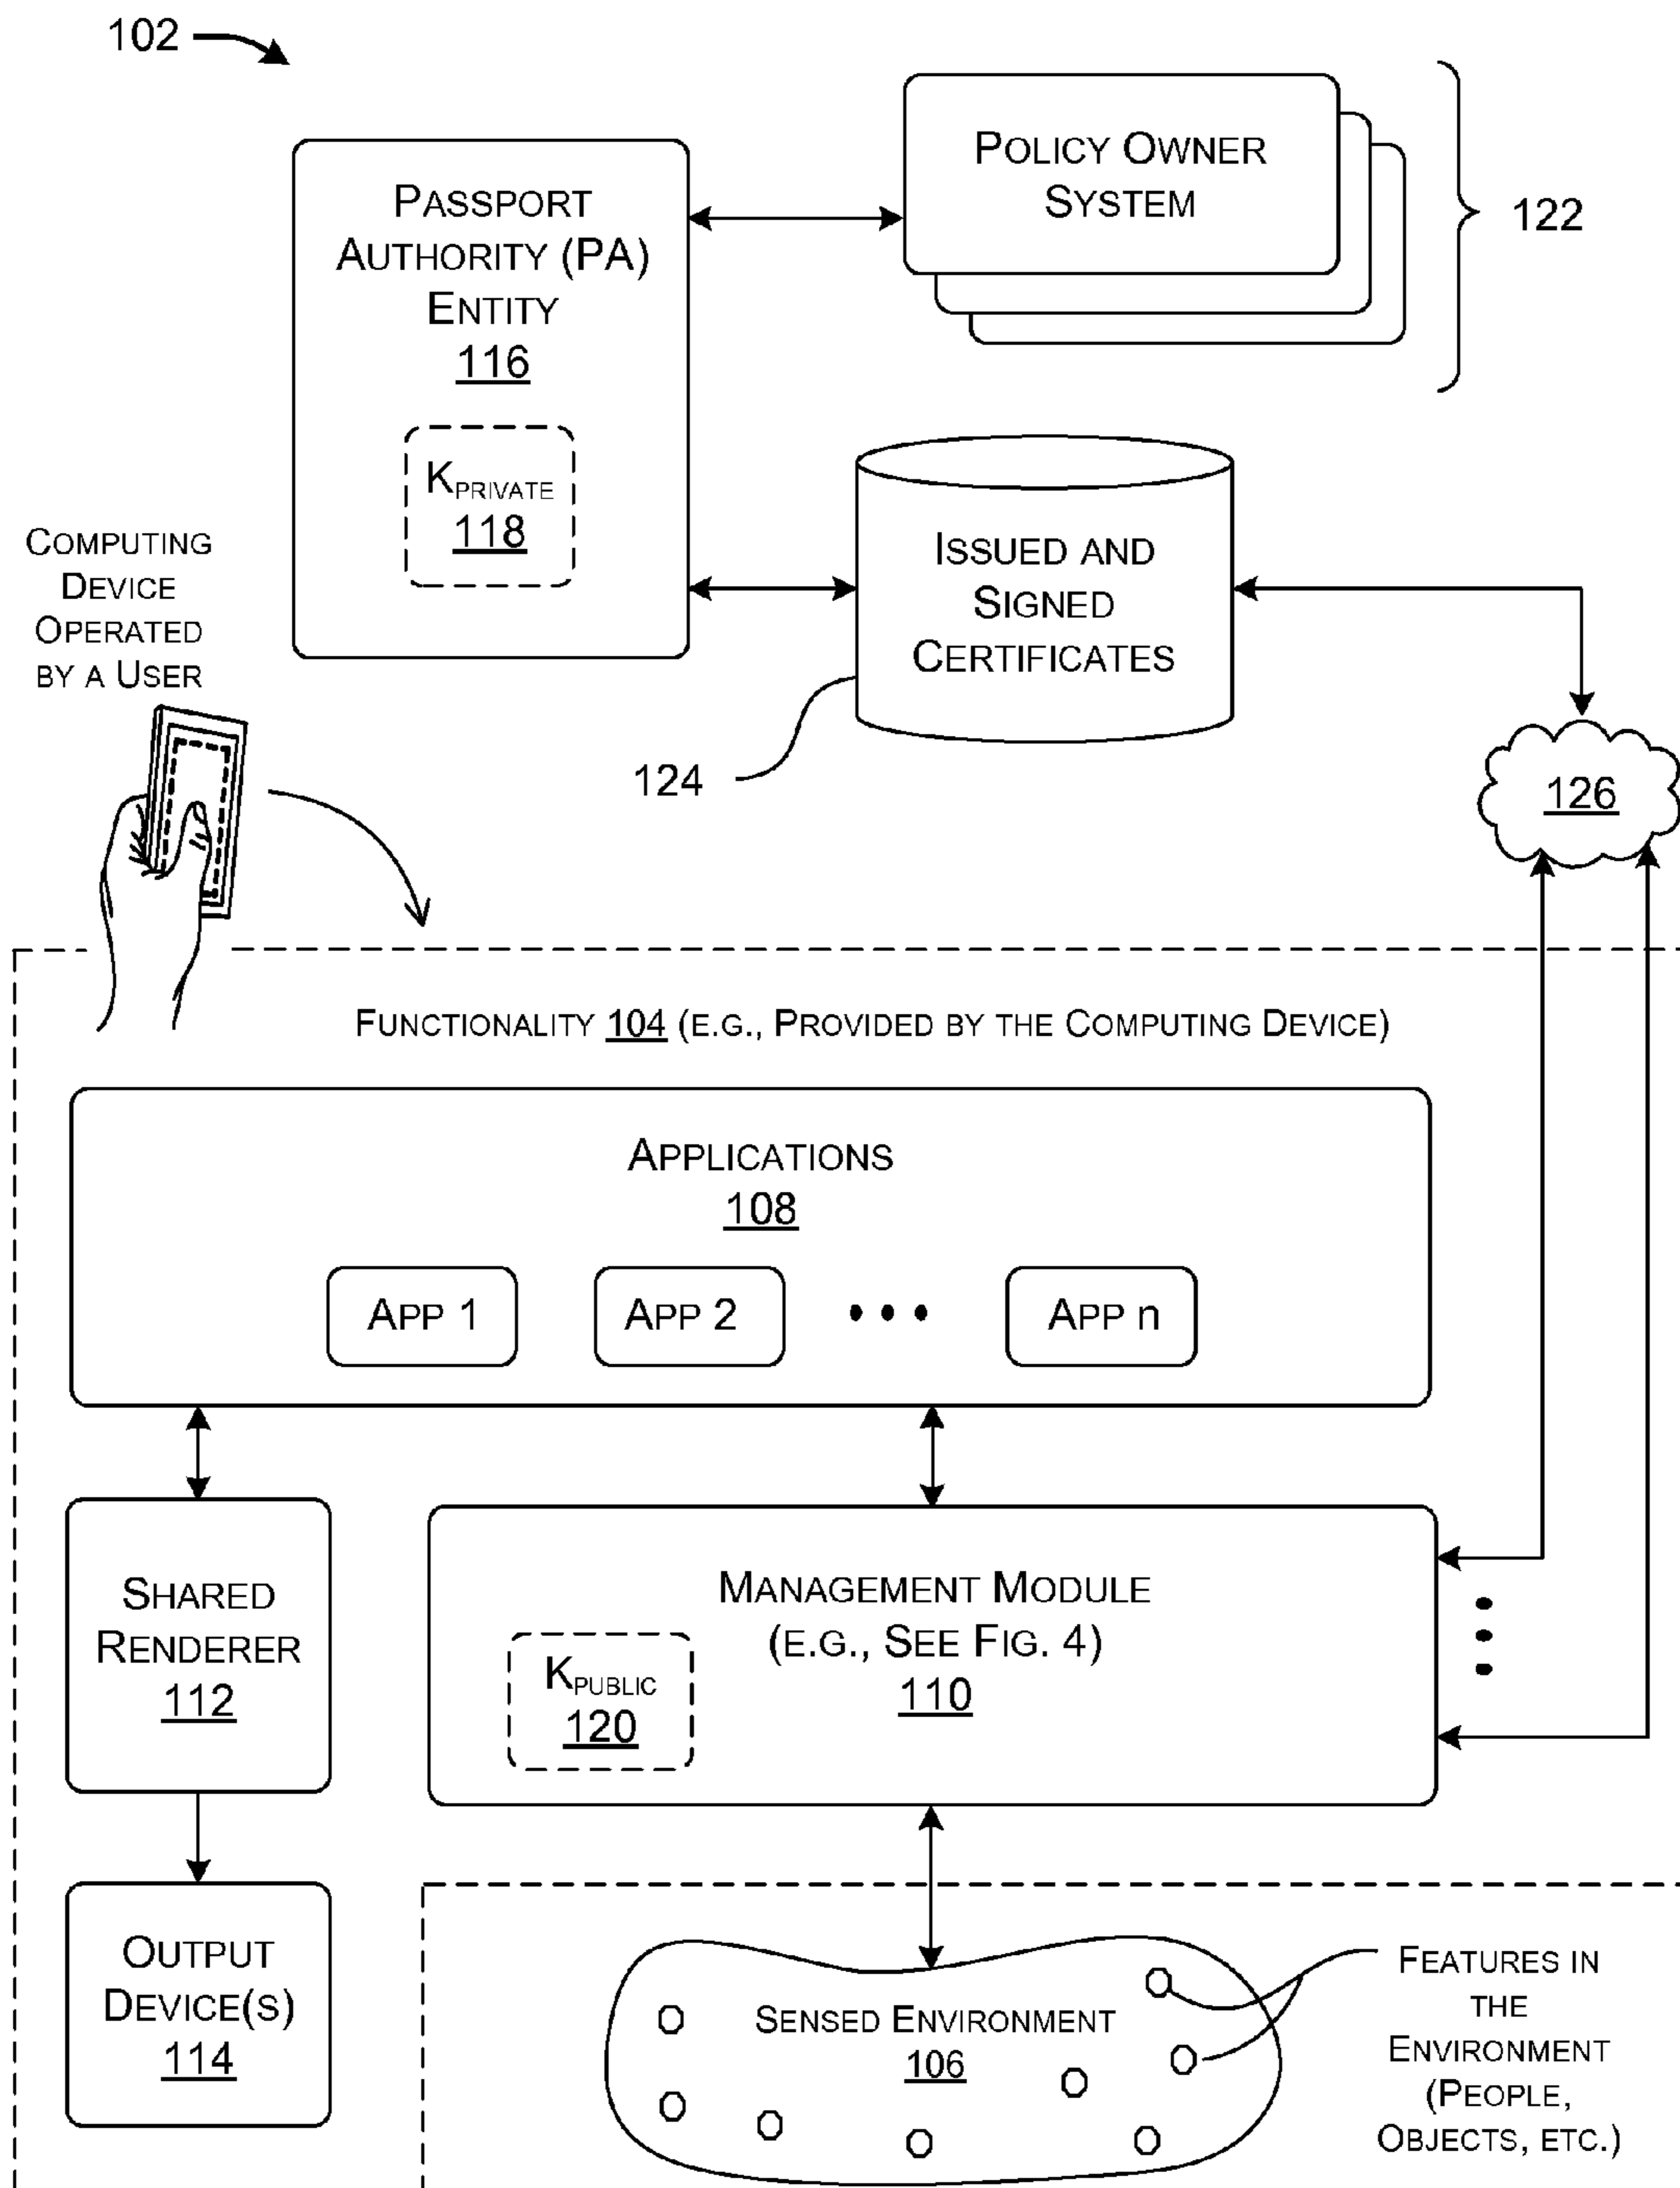 102
POLICY OWNER
SYSTEM
122
PASSPORT
AUTHORITY (PA)
ENTITY
116
KPRIVATE
118
ISSUED AND
SIGNED
CERTIFICATES
124
COMPUTING
DEVICE
OPERATED
BY A USER
126
FUNCTIONALITY 104 (E.G., PROVIDED BY THE COMPUTING DEVICE)
APPLICATIONS
108
APP 1
APP 2
• • •
APP n
SHARED
RENDERER
112
MANAGEMENT MODULE
(E.G., SEE FIG. 4)
110
KPUBLIC
120
OUTPUT
DEVICE(S)
114
SENSED ENVIRONMENT
106
FEATURES IN
THE
ENVIRONMENT
(PEOPLE,
OBJECTS, ETC.)